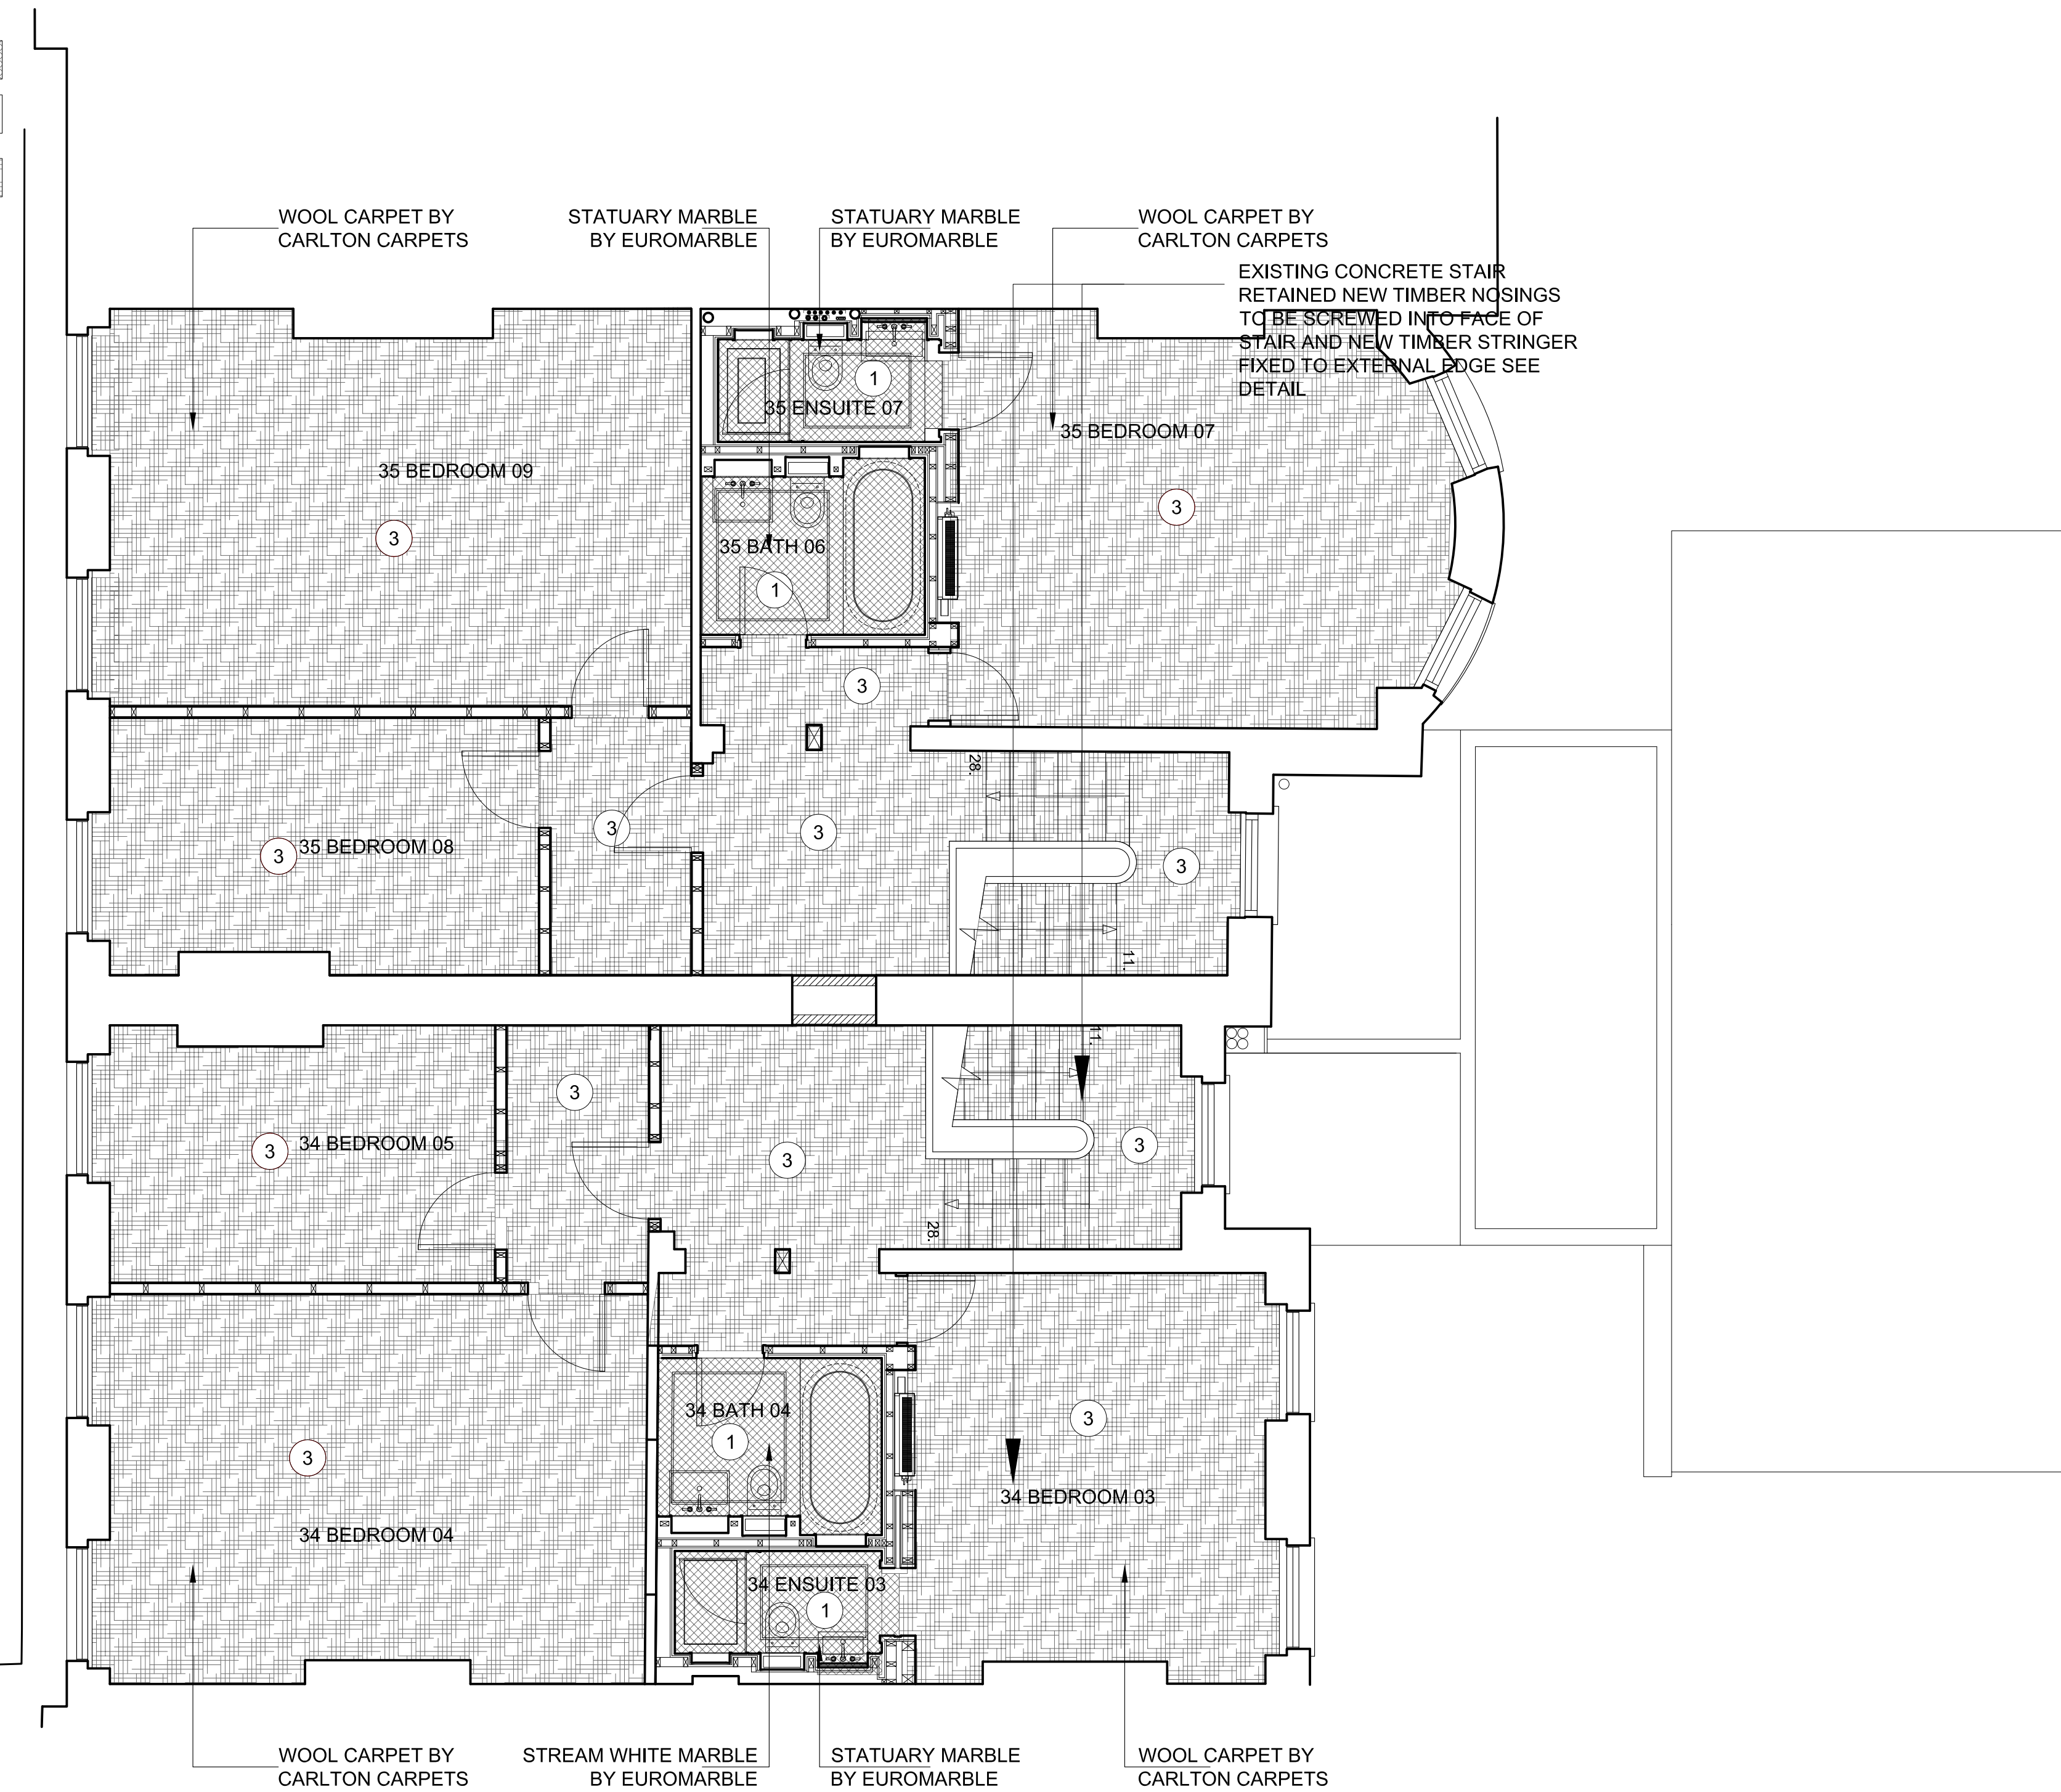 WOOL CARPET BY
CARLTON CARPETS
STATUARY MARBLE
BY EUROMARBLE
STATUARY MARBLE
BY EUROMARBLE
WOOL CARPET BY
CARLTON CARPETS
EXISTING CONCRETE STAIR
RETAINED NEW TIMBER NOSINGS
TO BE SCREWED INTO FACE OF
STAIR AND NEW TIMBER STRINGER
FIXED TO EXTERNAL EDGE SEE
DETAIL
1
35 ENSUITE 07
35 BEDROOM 07
35 BEDROOM 09
3
3
35 BATH 06
1
3
28.
3
3
35 BEDROOM 08
3
3
11.
11.
3
34 BEDROOM 05
3
3
3
28.
34 BATH 04
1
3
3
34 BEDROOM 03
34 BEDROOM 04
34 ENSUITE 03
1
WOOL CARPET BY
CARLTON CARPETS
STREAM WHITE MARBLE
BY EUROMARBLE
STATUARY MARBLE
BY EUROMARBLE
WOOL CARPET BY
CARLTON CARPETS